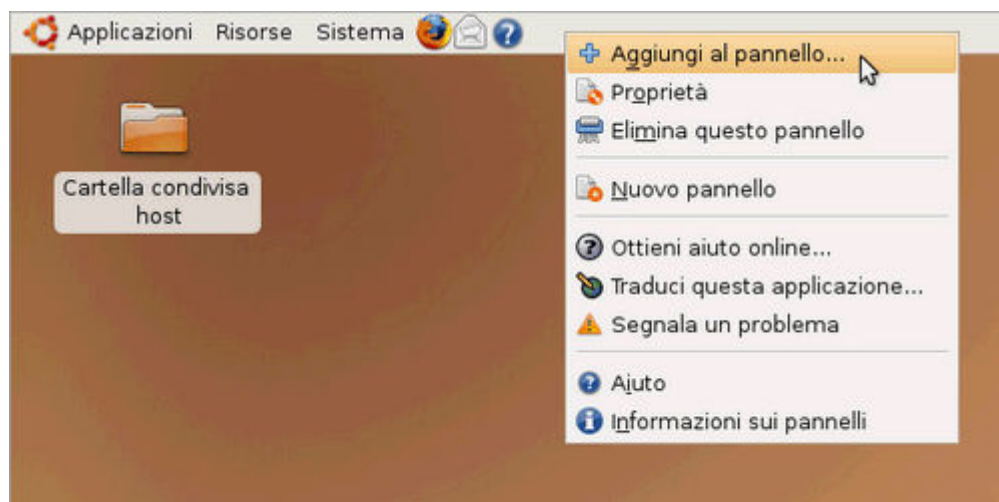 Applicazioni Risorse Sistema
Cartella condivisa
host
Aggiungi al pannello...
Proprietà
Elimina questo pannello
Nuovo pannello
Ottieni aiuto online...
Traduci questa applicazione...
Segnala un problema
Aiuto
Informazioni sui pannelli